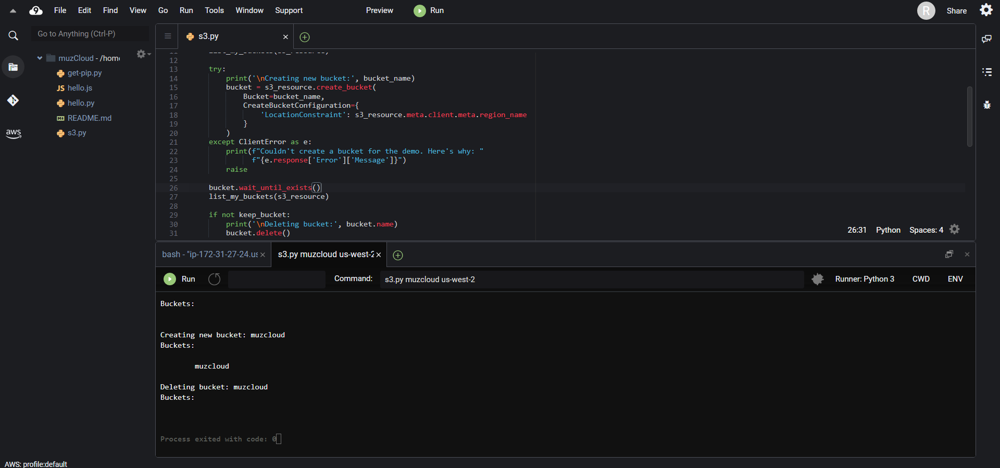 File Edit Find View Go Run Tools Window Support Preview Run R Share
Go to Anything (Ctrl-P)
muzCloud - /home
get-pip.py
JS hello.js
hello.py
README.md
s3.py
aws
s3.py
11 list_my_buckets(s3_resource)
12
13 try:
14 print('\nCreating new bucket:', bucket_name)
15 bucket = s3_resource.create_bucket(
16 Bucket=bucket_name,
17 CreateBucketConfiguration={
18 'LocationConstraint': s3_resource.meta.client.meta.region_name
19 }
20 )
21 except ClientError as e:
22 print(f"Couldn't create a bucket for the demo. Here's why: "
23 f"{e.response['Error']['Message']}")
24 raise
25
26 bucket.wait_until_exists()
27 list_my_buckets(s3_resource)
28
29 if not keep_bucket:
30 print('\nDeleting bucket:', bucket.name)
31 bucket.delete()
26:31 Python Spaces: 4
bash - "ip-172-31-27-24.us s3.py muzcloud us-west-2
Run Command: s3.py muzcloud us-west-2 Runner: Python 3 CWD ENV
Buckets:
Creating new bucket: muzcloud
Buckets:
muzcloud
Deleting bucket: muzcloud
Buckets:
Process exited with code: 0
AWS: profile:default